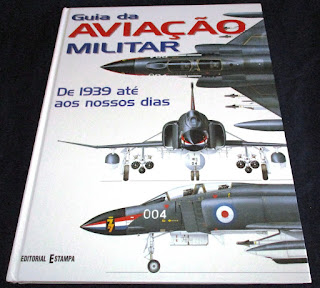 Guia da
AVIAÇÃO
MILITAR
De 1939 até
aos nossos dias
004
EDITORIAL ESTAMPA